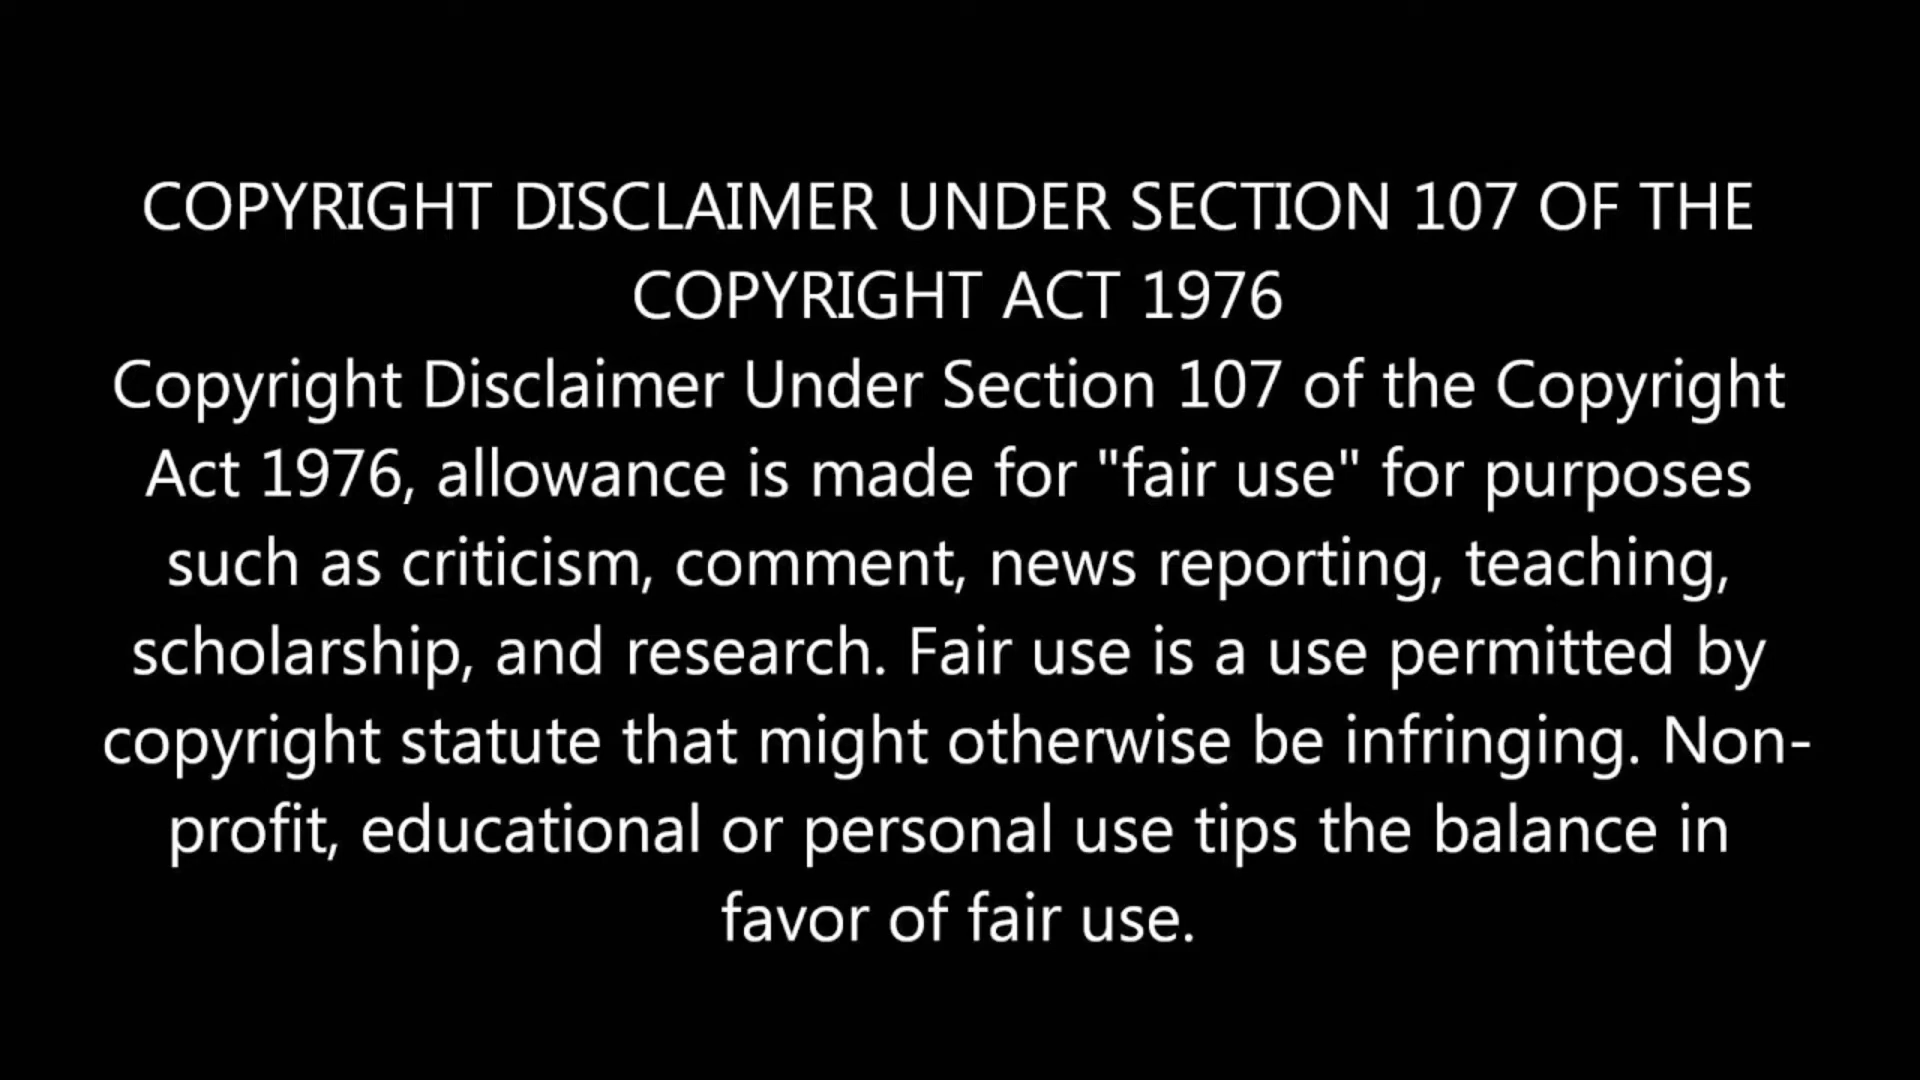 COPYRIGHT DISCLAIMER UNDER SECTION 107 OF THE
COPYRIGHT ACT 1976
Copyright Disclaimer Under Section 107 of the Copyright
Act 1976, allowance is made for "fair use" for purposes
such as criticism, comment, news reporting, teaching,
scholarship, and research. Fair use is a use permitted by
copyright statute that might otherwise be infringing. Non-
profit, educational or personal use tips the balance in
favor of fair use.